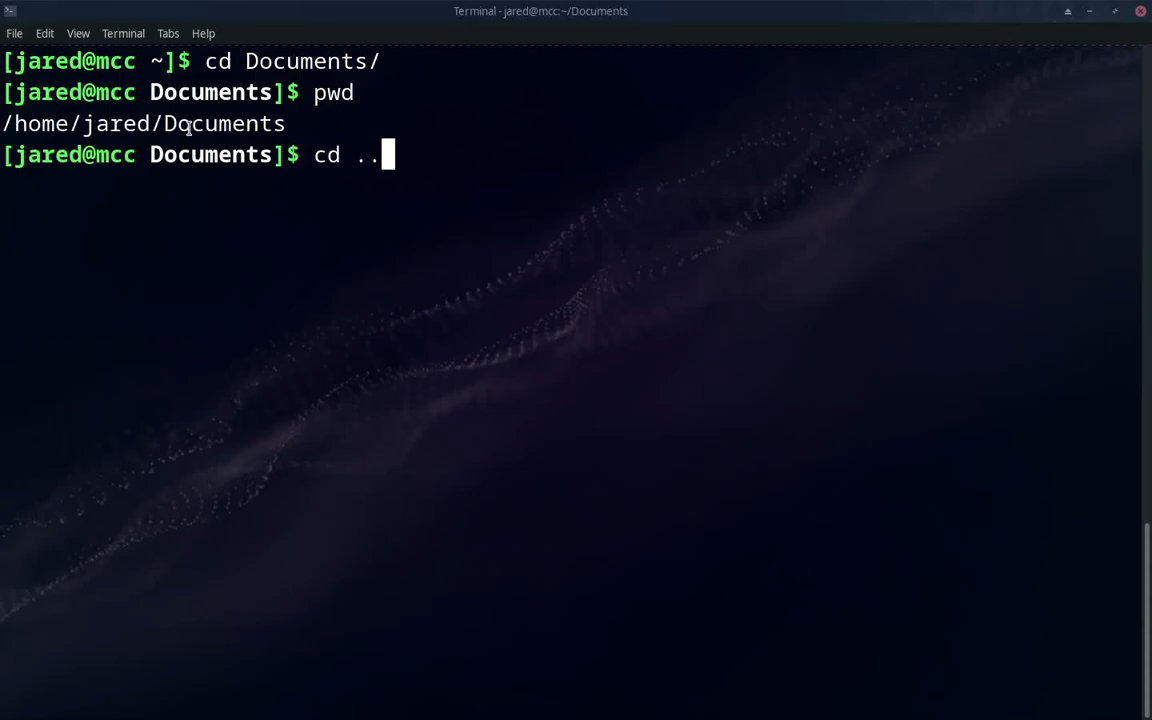 Terminal - jared@mcc:~/Documents
File Edit View Terminal Tabs Help
[jared@mcc ~]$ cd Documents/
[jared@mcc Documents]$ pwd
/home/jared/Documents
[jared@mcc Documents]$ cd ..